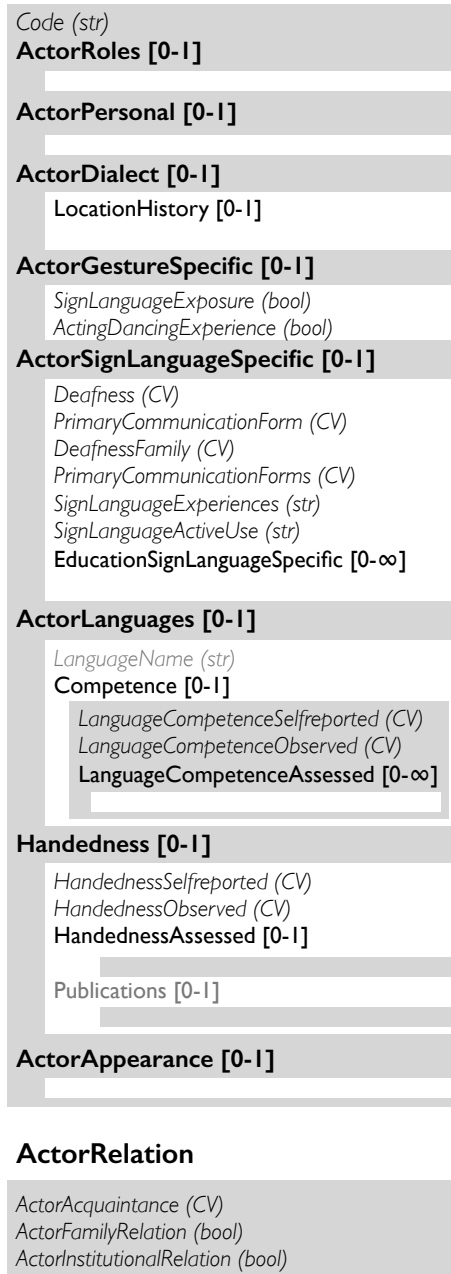 Code (str)
ActorRoles [0-1]
ActorPersonal [0-1]
ActorDialect [0-1]
LocationHistory [0-1]
ActorGestureSpecific [0-1]
SignLanguageExposure (bool)
ActingDancingExperience (bool)
ActorSignLanguageSpecific [0-1]
Deafness (CV)
PrimaryCommunicationForm (CV)
DeafnessFamily (CV)
PrimaryCommunicationForms (CV)
SignLanguageExperiences (str)
SignLanguageActiveUse (str)
EducationSignLanguageSpecific [0-∞]
ActorLanguages [0-1]
LanguageName (str)
Competence [0-1]
LanguageCompetenceSelfreported (CV)
LanguageCompetenceObserved (CV)
LanguageCompetenceAssessed [0-∞]
Handedness [0-1]
HandednessSelfreported (CV)
HandednessObserved (CV)
HandednessAssessed [0-1]
Publications [0-1]
ActorAppearance [0-1]
ActorRelation
ActorAcquaintance (CV)
ActorFamilyRelation (bool)
ActorInstitutionalRelation (bool)